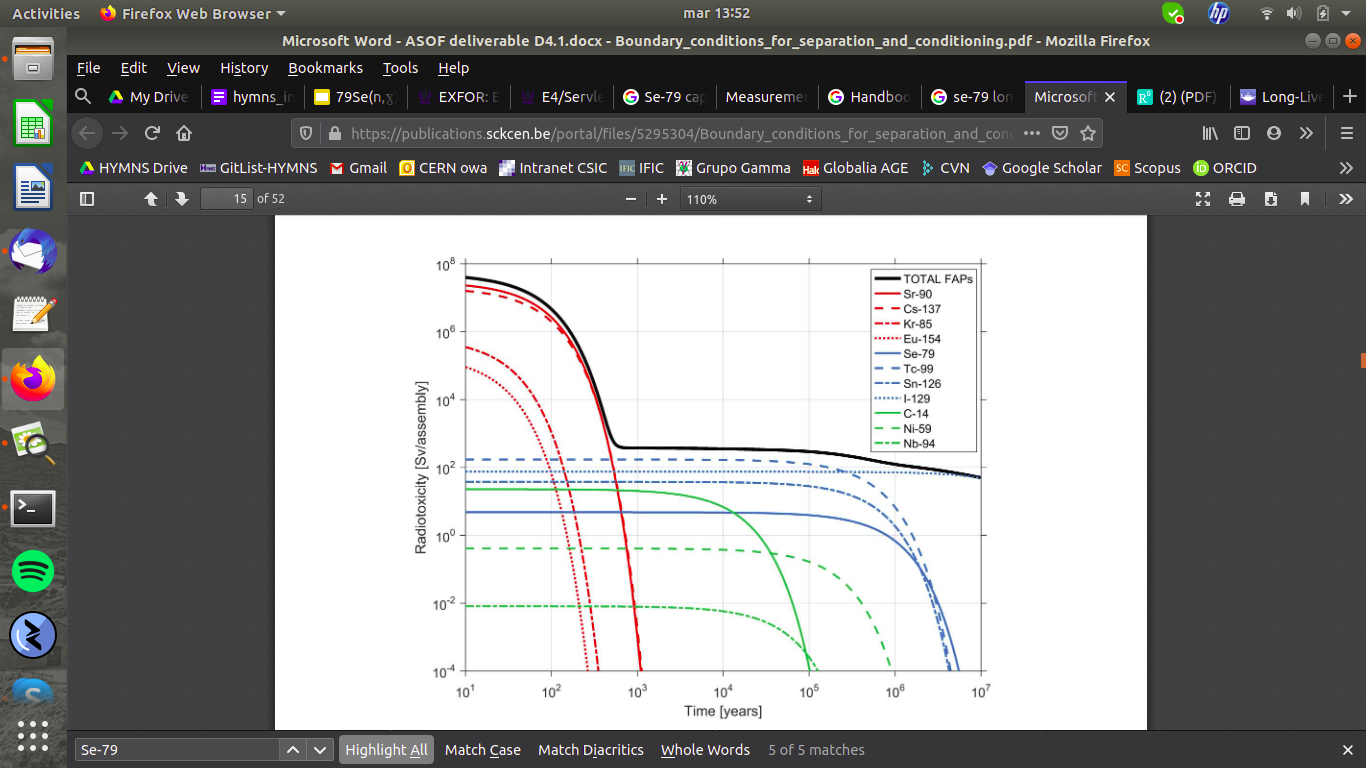 Activities Firefox Web Browser mar 13:52
Microsoft Word - ASOF deliverable D4.1.docx - Boundary_conditions_for_separation_and_conditioning.pdf - Mozilla Firefox
File Edit View History Bookmarks Tools Help
My Drive hymns_in 79Se(n,γ) EXFOR: E E4/Servle Se-79 cap Measuremen Handboo se-79 lon Microsoft (2) (PDF) Long-Live
https://publications.sckcen.be/portal/files/5295304/Boundary_conditions_for_separation_and_con
HYMNS Drive GitList-HYMNS Gmail CERN owa Intranet CSIC IFIC IFIC Grupo Gamma Hak Globalia AGE CVN Google Scholar SC Scopus iD ORCID
15 of 52 110%
10^8
10^6
10^4
10^2
10^0
10^-2
10^-4
Radiotoxicity [Sv/assembly]
TOTAL FAPs
Sr-90
Cs-137
Kr-85
Eu-154
Se-79
Tc-99
Sn-126
I-129
C-14
Ni-59
Nb-94
10^1 10^2 10^3 10^4 10^5 10^6 10^7
Time [years]
Se-79 Highlight All Match Case Match Diacritics Whole Words 5 of 5 matches